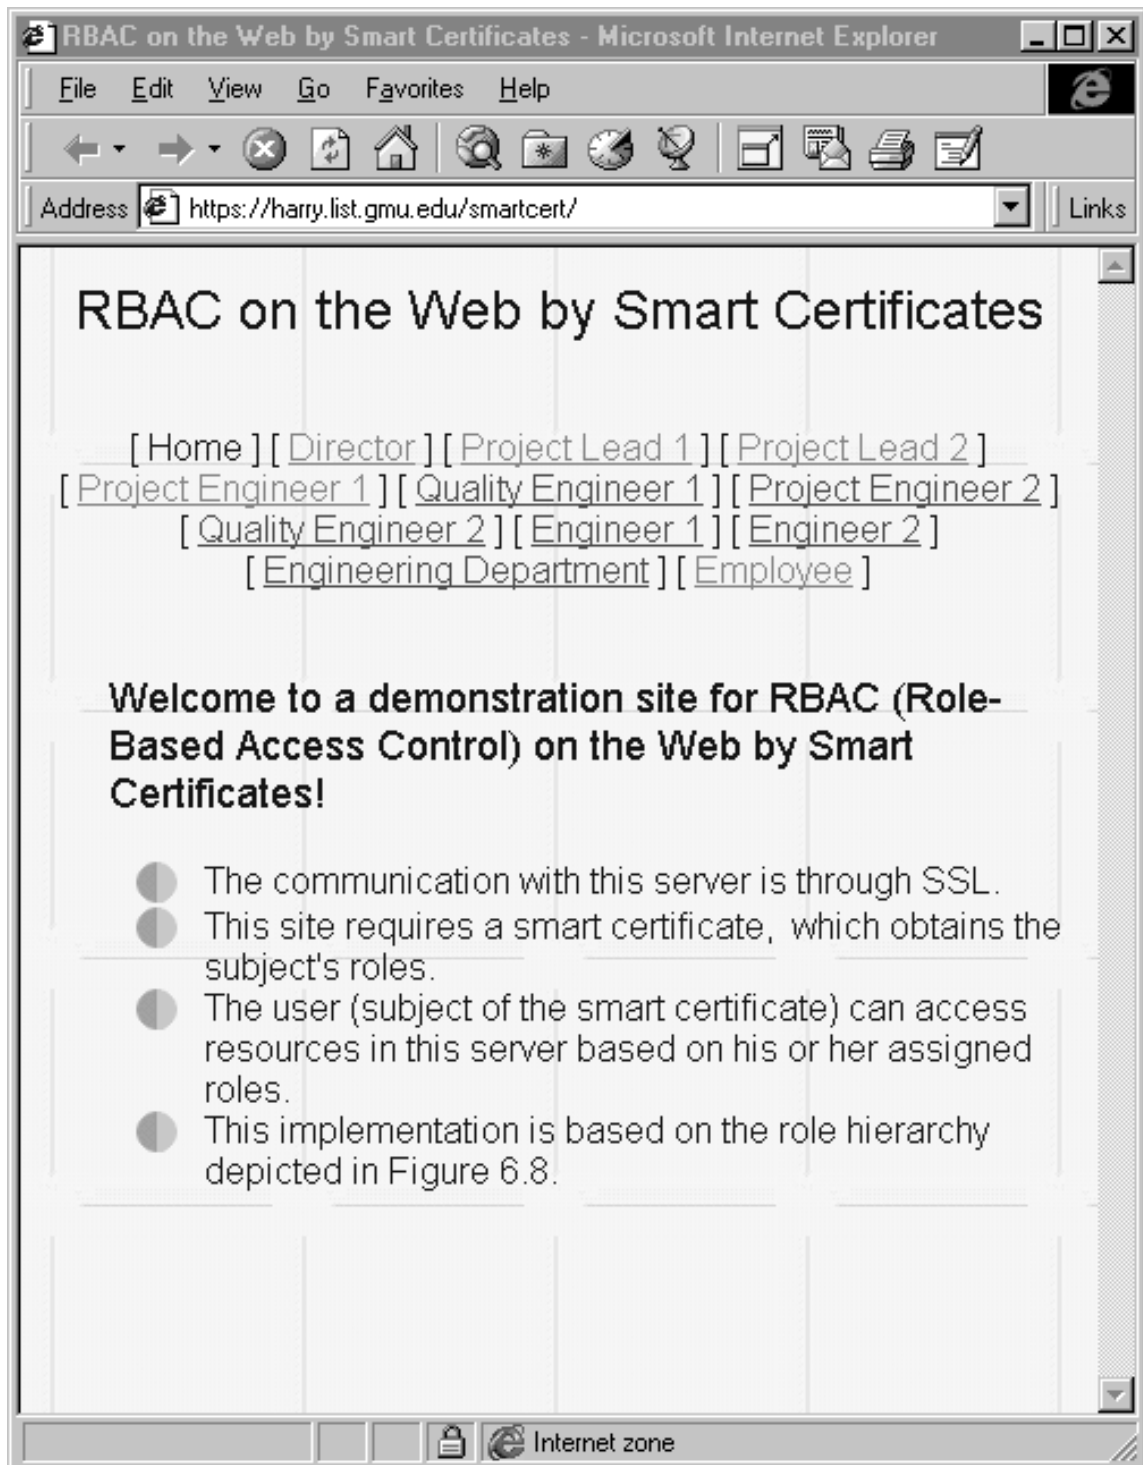 RBAC on the Web by Smart Certificates - Microsoft Internet Explorer
File Edit View Go Favorites Help
Address https://harry.list.gmu.edu/smartcert/ Links
RBAC on the Web by Smart Certificates
[ Home ] [ Director ] [ Project Lead 1 ] [ Project Lead 2 ]
[ Project Engineer 1 ] [ Quality Engineer 1 ] [ Project Engineer 2 ]
[ Quality Engineer 2 ] [ Engineer 1 ] [ Engineer 2 ]
[ Engineering Department ] [ Employee ]
Welcome to a demonstration site for RBAC (Role-
Based Access Control) on the Web by Smart
Certificates!
The communication with this server is through SSL.
This site requires a smart certificate, which obtains the
subject's roles.
The user (subject of the smart certificate) can access
resources in this server based on his or her assigned
roles.
This implementation is based on the role hierarchy
depicted in Figure 6.8.
Internet zone